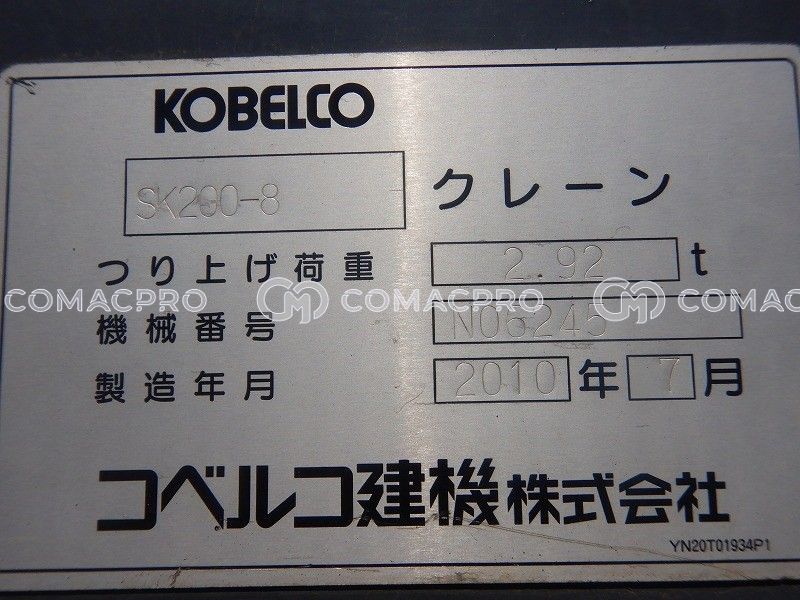 KOBELCO
SK200-8 クレーン
つり上げ荷重 2.92 t
COMACPRO COMACPRO COMACPRO
機械番号 N06245
製造年月 2010 年 7 月
コベルコ建機株式会社
YN20T01934P1